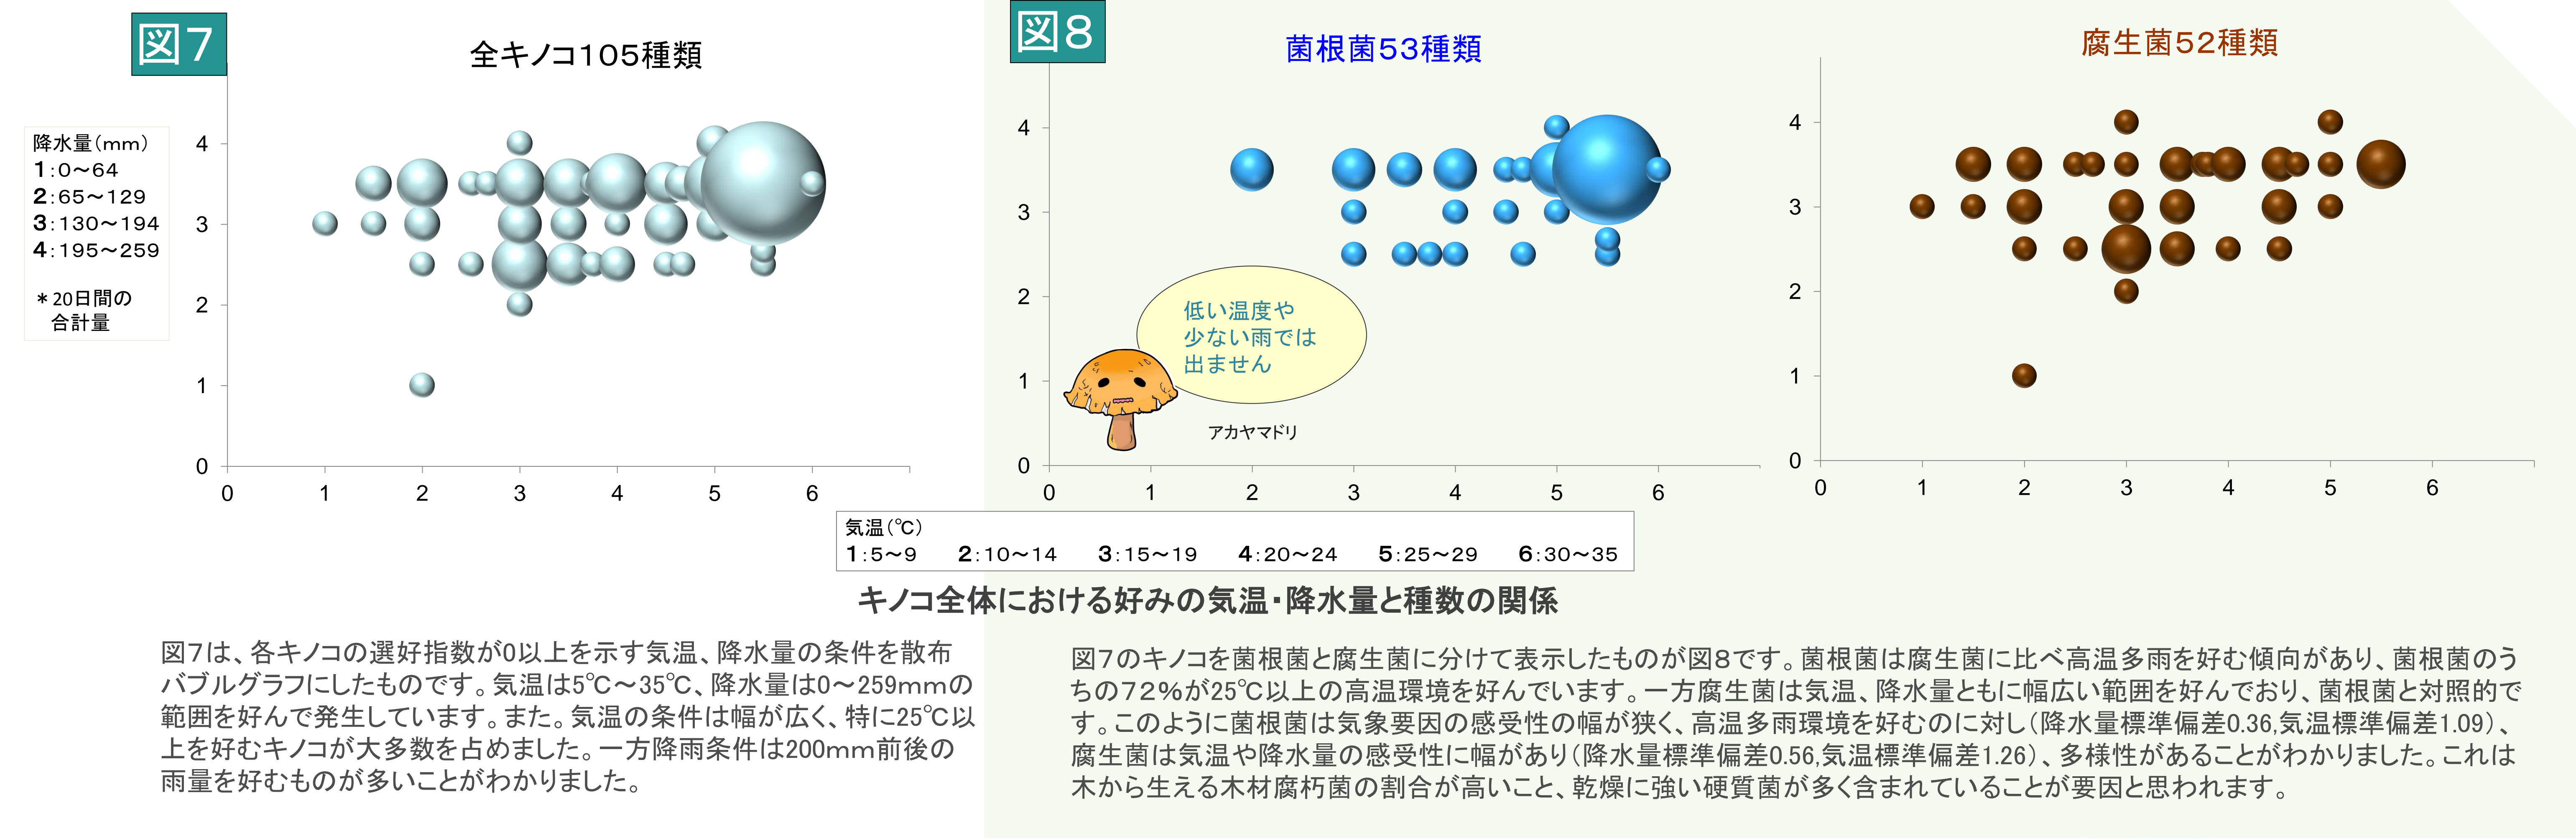 図7
全キノコ105種類
降水量(mm)
1:0～64
2:65～129
3:130～194
4:195～259
＊20日間の
合計量
4
3
2
1
0
0 1 2 3 4 5 6
図8
菌根菌53種類
4
3
2
1
0
0 1 2 3 4 5 6
低い温度や
少ない雨では
出ません
アカヤマドリ
腐生菌52種類
4
3
2
1
0
0 1 2 3 4 5 6
気温(℃)
1:5～9 2:10～14 3:15～19 4:20～24 5:25～29 6:30～35
キノコ全体における好みの気温・降水量と種数の関係
図7は、各キノコの選好指数が0以上を示す気温、降水量の条件を散布
バブルグラフにしたものです。気温は5℃～35℃、降水量は0～259mmの
範囲を好んで発生しています。また。気温の条件は幅が広く、特に25℃以
上を好むキノコが大多数を占めました。一方降雨条件は200mm前後の
雨量を好むものが多いことがわかりました。
図7のキノコを菌根菌と腐生菌に分けて表示したものが図8です。菌根菌は腐生菌に比べ高温多雨を好む傾向があり、菌根菌のう
ちの72%が25℃以上の高温環境を好んでいます。一方腐生菌は気温、降水量ともに幅広い範囲を好んでおり、菌根菌と対照的で
す。このように菌根菌は気象要因の感受性の幅が狭く、高温多雨環境を好むのに対し(降水量標準偏差0.36,気温標準偏差1.09)、
腐生菌は気温や降水量の感受性に幅があり(降水量標準偏差0.56,気温標準偏差1.26)、多様性があることがわかりました。これは
木から生える木材腐朽菌の割合が高いこと、乾燥に強い硬質菌が多く含まれていることが要因と思われます。